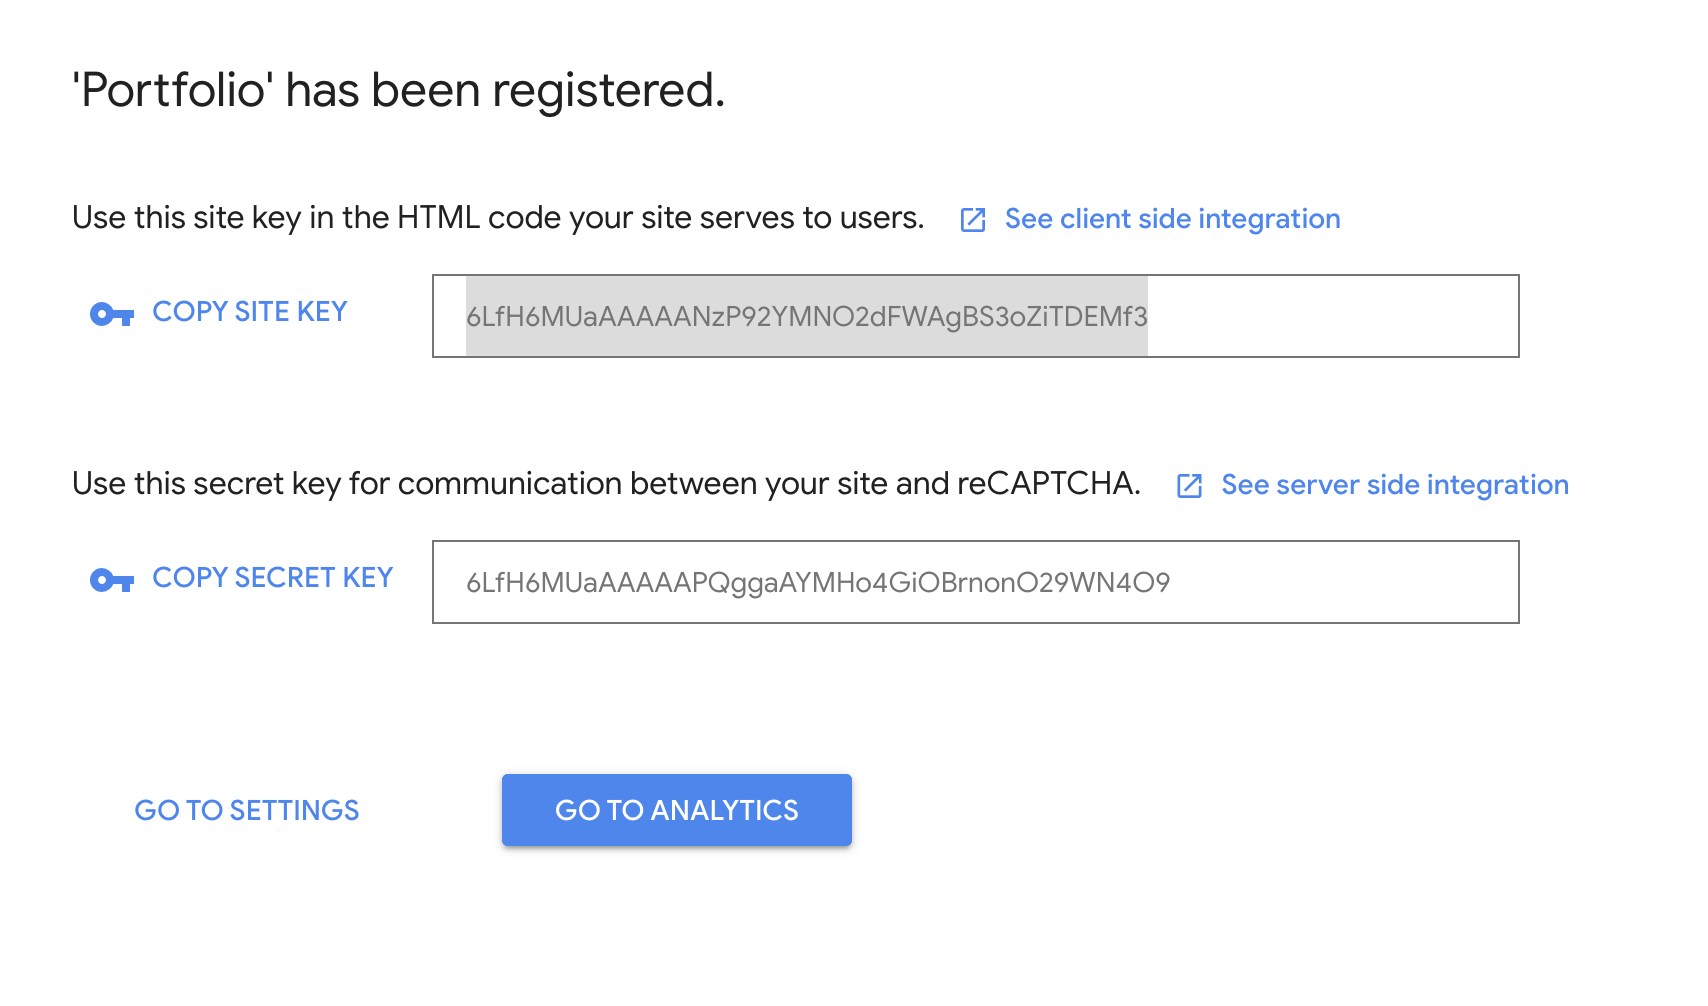 'Portfolio' has been registered.
Use this site key in the HTML code your site serves to users. See client side integration
COPY SITE KEY 6LfH6MUaAAAAANzP92YMNO2dFWAgBS3oZiTDEMf3
Use this secret key for communication between your site and reCAPTCHA. See server side integration
COPY SECRET KEY 6LfH6MUaAAAAAPQggaAYMHo4GiOBrnonO29WN4O9
GO TO SETTINGS GO TO ANALYTICS